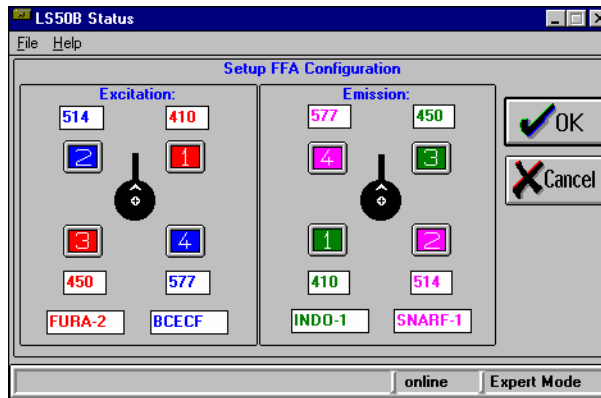 LS50B Status
File Help
Setup FFA Configuration
Excitation:
514 410
2 1
3 4
450 577
FURA-2 BCECF
Emission:
577 450
4 3
1 2
410 514
INDO-1 SNARF-1
OK
Cancel
online Expert Mode